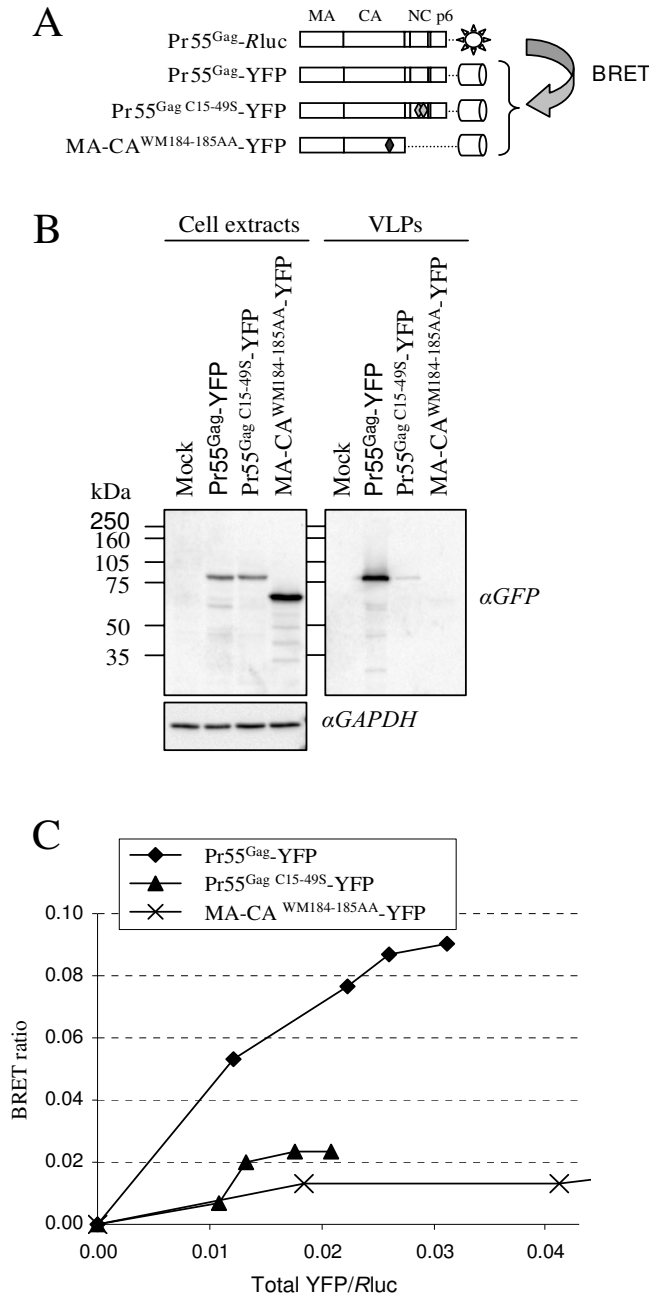 A
MA CA NC p6
Pr55Gag-Rluc
Pr55Gag-YFP
BRET
Pr55Gag C15-49S-YFP
MA-CAWM184-185AA-YFP
B
Cell extracts VLPs
Mock
Pr55Gag-YFP
Pr55Gag C15-49S-YFP
MA-CAWM184-185AA-YFP
Mock
Pr55Gag-YFP
Pr55Gag C15-49S-YFP
MA-CAWM184-185AA-YFP
kDa
250
160
105
75
50
35
αGFP
αGAPDH
C
Pr55Gag-YFP
Pr55Gag C15-49S-YFP
MA-CA WM184-185AA-YFP
BRET ratio
0.10
0.08
0.06
0.04
0.02
0.00
0.00 0.01 0.02 0.03 0.04
Total YFP/Rluc